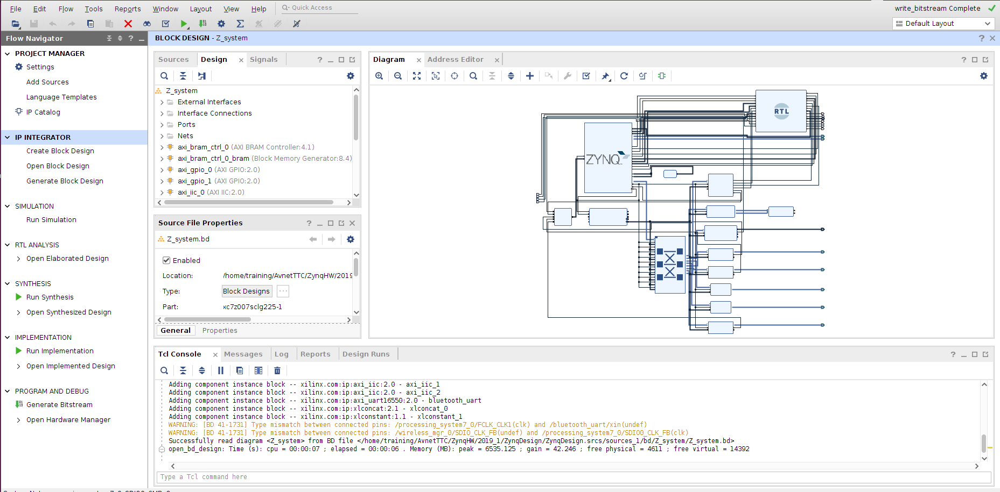 File Edit Flow Tools Reports Window Layout View Help Quick Access
write_bitstream Complete
Default Layout
Flow Navigator
PROJECT MANAGER
Settings
Add Sources
Language Templates
IP Catalog
IP INTEGRATOR
Create Block Design
Open Block Design
Generate Block Design
SIMULATION
Run Simulation
RTL ANALYSIS
Open Elaborated Design
SYNTHESIS
Run Synthesis
Open Synthesized Design
IMPLEMENTATION
Run Implementation
Open Implemented Design
PROGRAM AND DEBUG
Generate Bitstream
Open Hardware Manager
BLOCK DESIGN - Z_system
Sources Design Signals
Z_system
External Interfaces
Interface Connections
Ports
Nets
axi_bram_ctrl_0 (AXI BRAM Controller:4.1)
axi_bram_ctrl_0_bram (Block Memory Generator:8.4)
axi_gpio_0 (AXI GPIO:2.0)
axi_gpio_1 (AXI GPIO:2.0)
axi_iic_0 (AXI IIC:2.0)
Source File Properties
Z_system.bd
Enabled
Location: /home/training/AvnetTTC/ZynqHW/2019
Type: Block Designs ...
Part: xc7z007sclg225-1
General Properties
Diagram Address Editor
RTL
ZYNQ
Tcl Console Messages Log Reports Design Runs
Adding component instance block -- xilinx.com:ip:axi_iic:2.0 - axi_iic_1
Adding component instance block -- xilinx.com:ip:axi_iic:2.0 - axi_iic_2
Adding component instance block -- xilinx.com:ip:axi_uart16550:2.0 - bluetooth_uart
Adding component instance block -- xilinx.com:ip:xlconcat:2.1 - xlconcat_0
Adding component instance block -- xilinx.com:ip:xlconstant:1.1 - xlconstant_1
WARNING: [BD 41-1731] Type mismatch between connected pins: /processing_system7_0/FCLK_CLK1(clk) and /bluetooth_uart/xin(undef)
WARNING: [BD 41-1731] Type mismatch between connected pins: /wireless_mgr_0/SDIO_CLK_FB(undef) and /processing_system7_0/SDIO0_CLK_FB(clk)
Successfully read diagram <Z_system> from BD file </home/training/AvnetTTC/ZynqHW/2019_1/ZynqDesign/ZynqDesign.srcs/sources_1/bd/Z_system/Z_system.bd>
open_bd_design: Time (s): cpu = 00:00:07 ; elapsed = 00:00:06 . Memory (MB): peak = 6535.125 ; gain = 42.246 ; free physical = 4611 ; free virtual = 14392
Type a Tcl command here